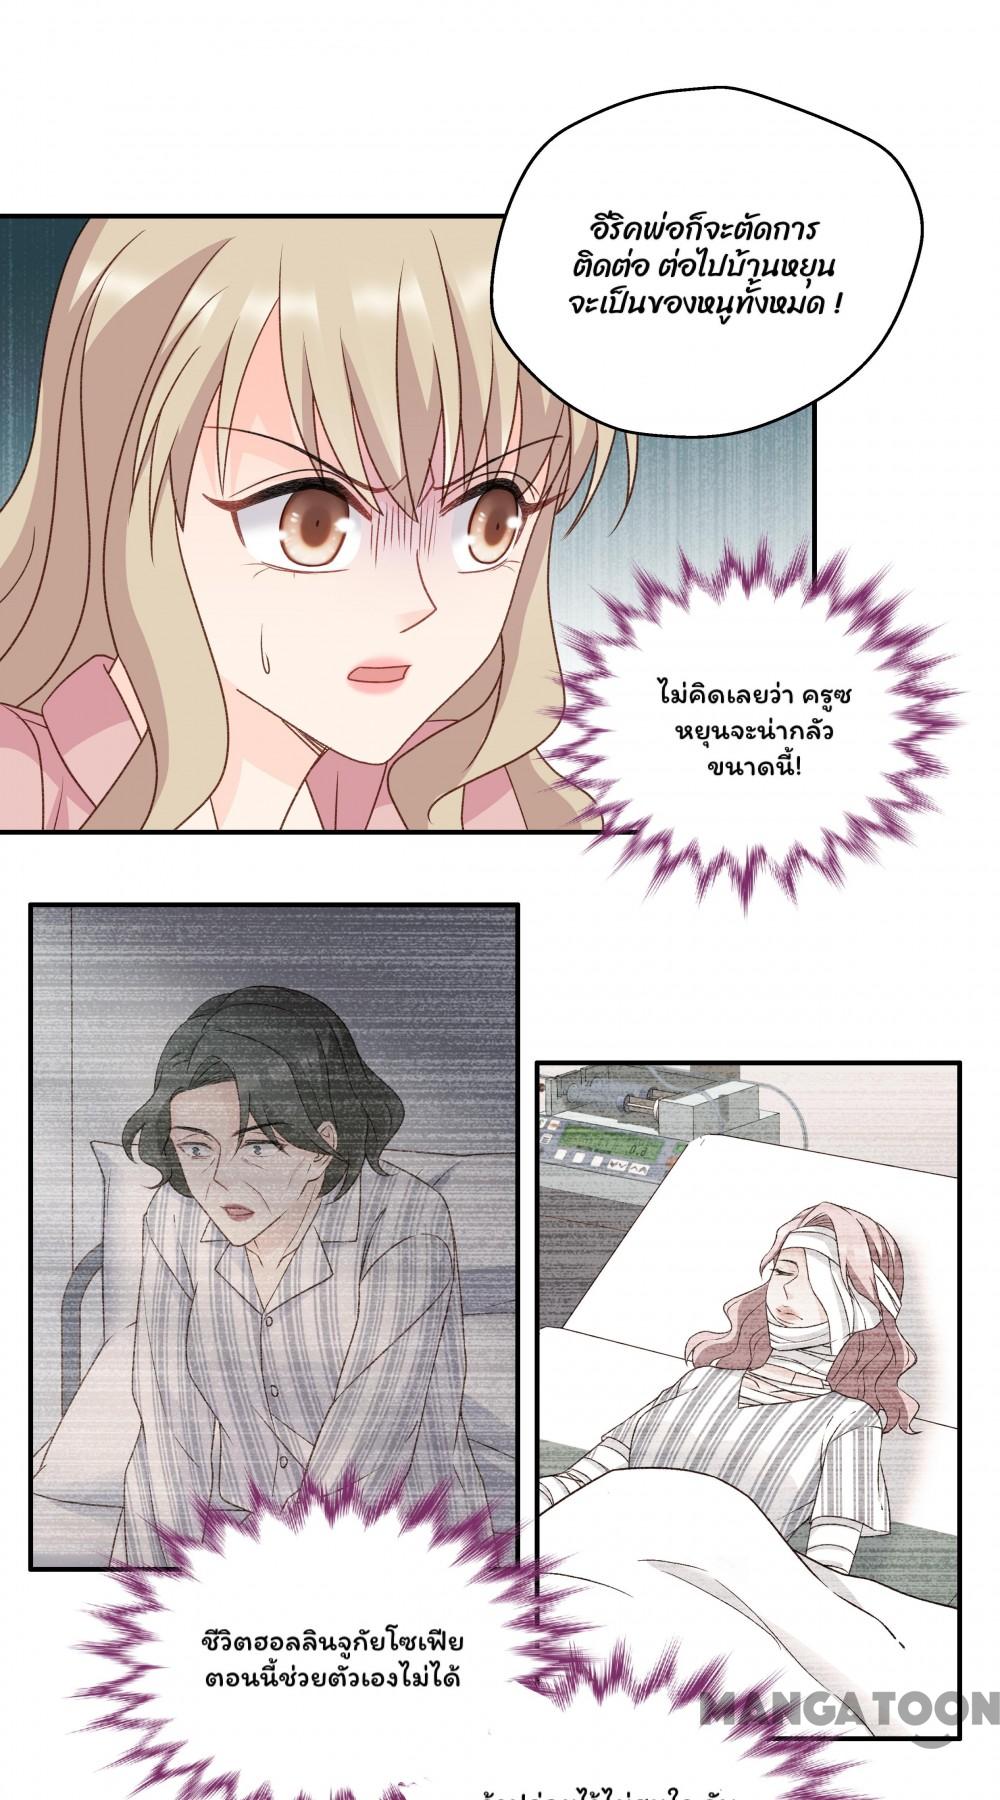 อีริคพ่อก็จะตัดการ
ติดต่อ ต่อไปบ้านหยุน
จะเป็นของหนูทั้งหมด !
ไม่คิดเลยว่า ครูซ
หยุนจะน่ากลัว
ขนาดนี้!
0.2
ชีวิตฮอลลินจูกัยโซเฟีย
ตอนนี้ช่วยตัวเองไม่ได้
MANGATOON